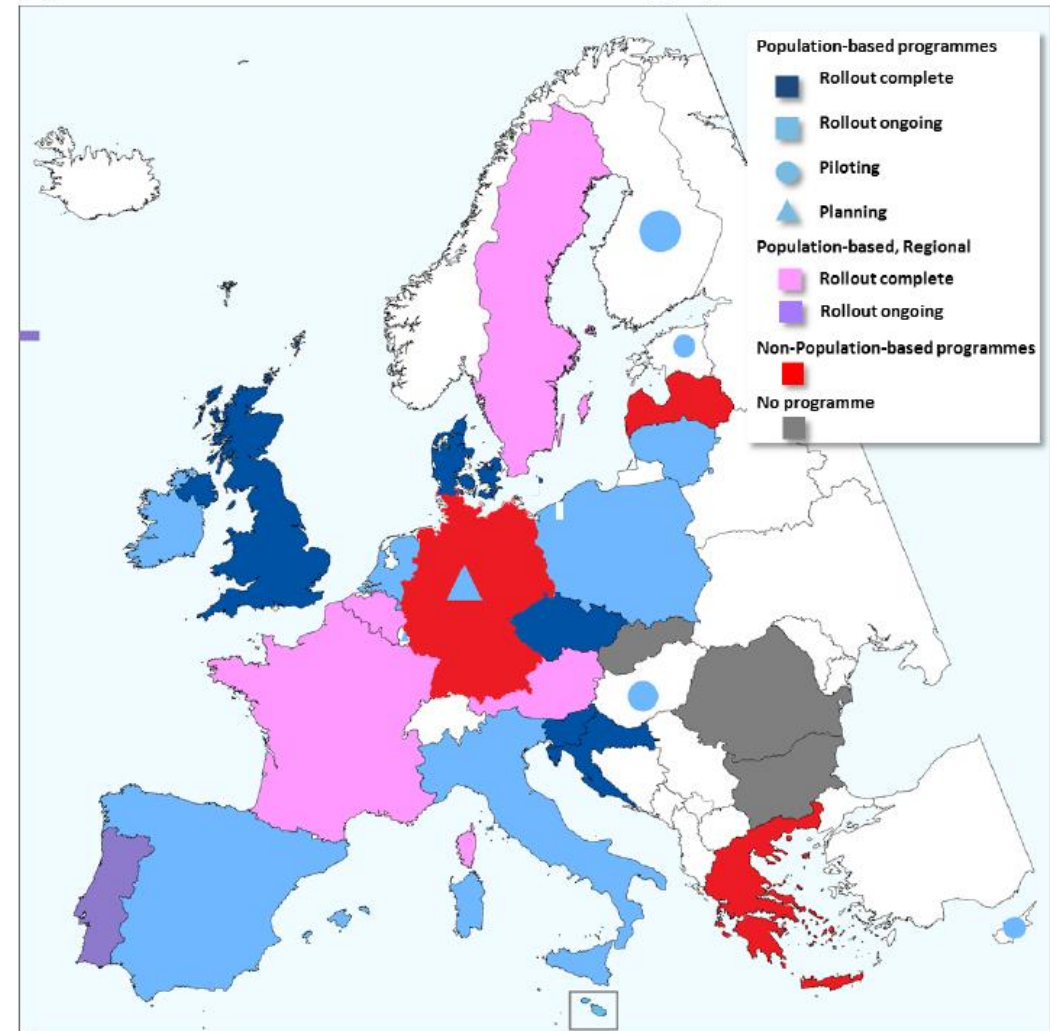 Population-based programmes
Rollout complete
Rollout ongoing
Piloting
Planning
Population-based, Regional
Rollout complete
Rollout ongoing
Non-Population-based programmes
No programme